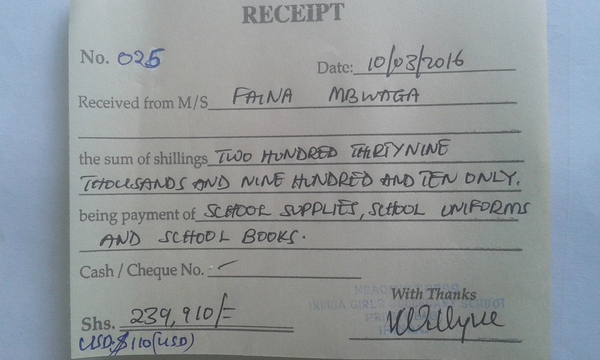 RECEIPT
No. 025
Date: 10/03/2016
Received from M/S FAINA MBWAGA
the sum of shillings TWO HUNDRED THIRTYNINE
THOUSANDS AND NINE HUNDRED AND TEN ONLY.
being payment of SCHOOL SUPPLIES, SCHOOL UNIFORMS
AND SCHOOL BOOKS.
Cash / Cheque No.
With Thanks
IRINGA GIRLS
Shs. 239,910/=
USD $110 (USD)